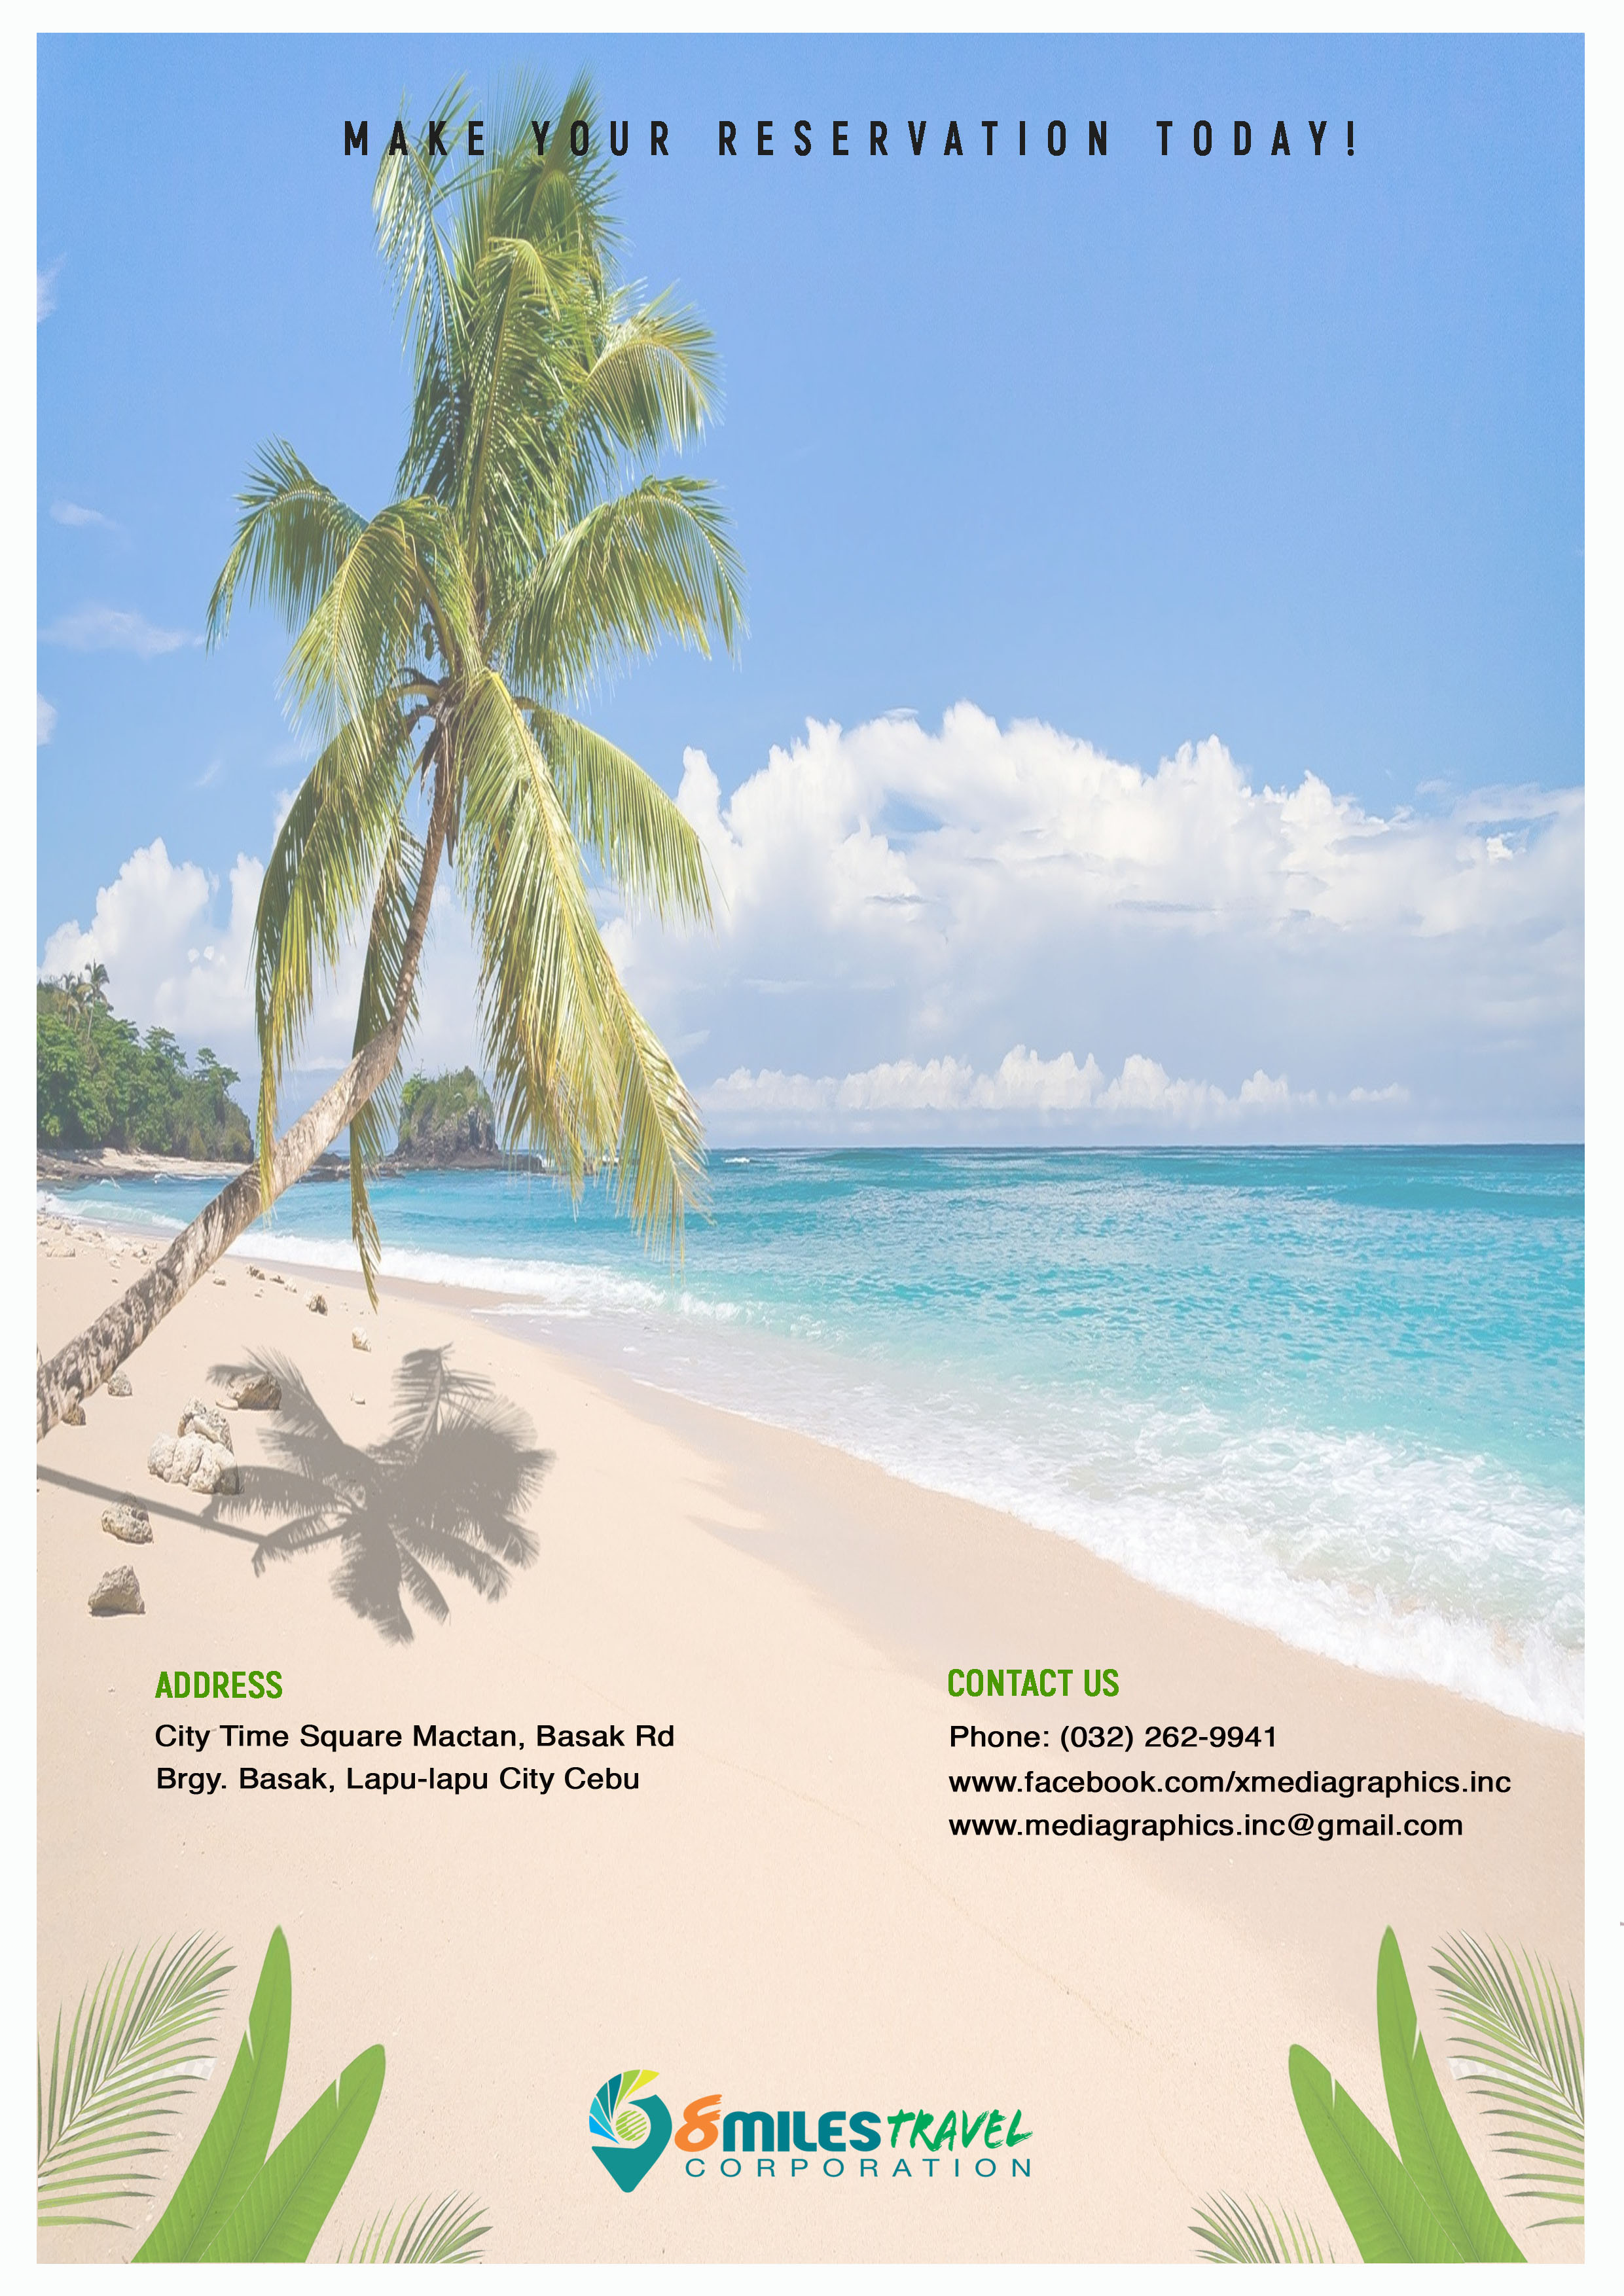 MAKE YOUR RESERVATION TODAY!
ADDRESS
City Time Square Mactan, Basak Rd
Brgy. Basak, Lapu-lapu City Cebu
CONTACT US
Phone: (032) 262-9941
www.facebook.com/xmediagraphics.inc
www.mediagraphics.inc@gmail.com
8MILES TRAVEL
CORPORATION